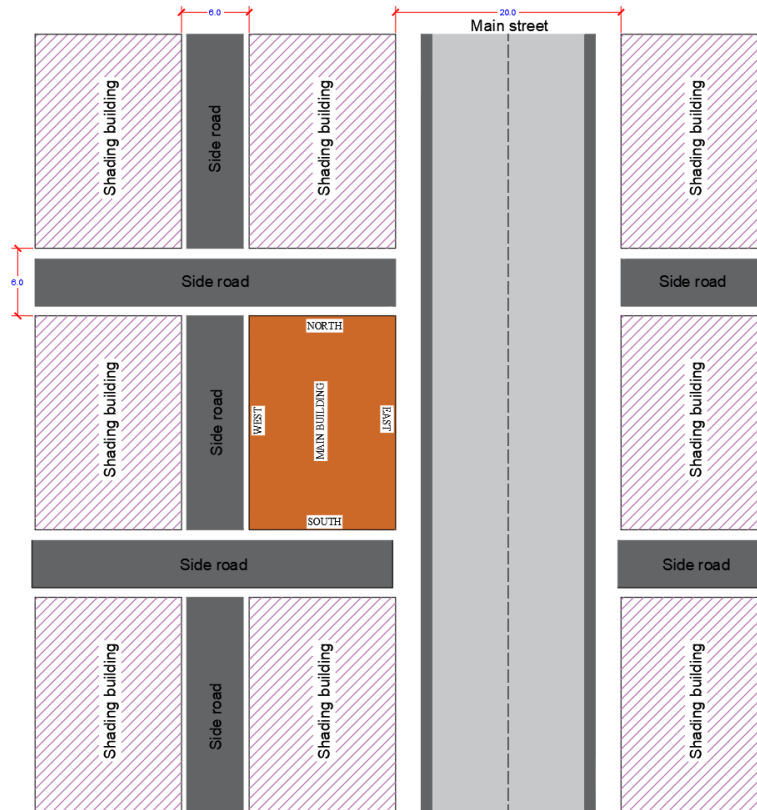 6.0
20.0
Main street
Shading building
Side road
Shading building
Shading building
6.0
Side road
Side road
Shading building
Side road
NORTH
WEST
MAIN BUILDING
EAST
SOUTH
Shading building
Side road
Side road
Shading building
Side road
Shading building
Shading building